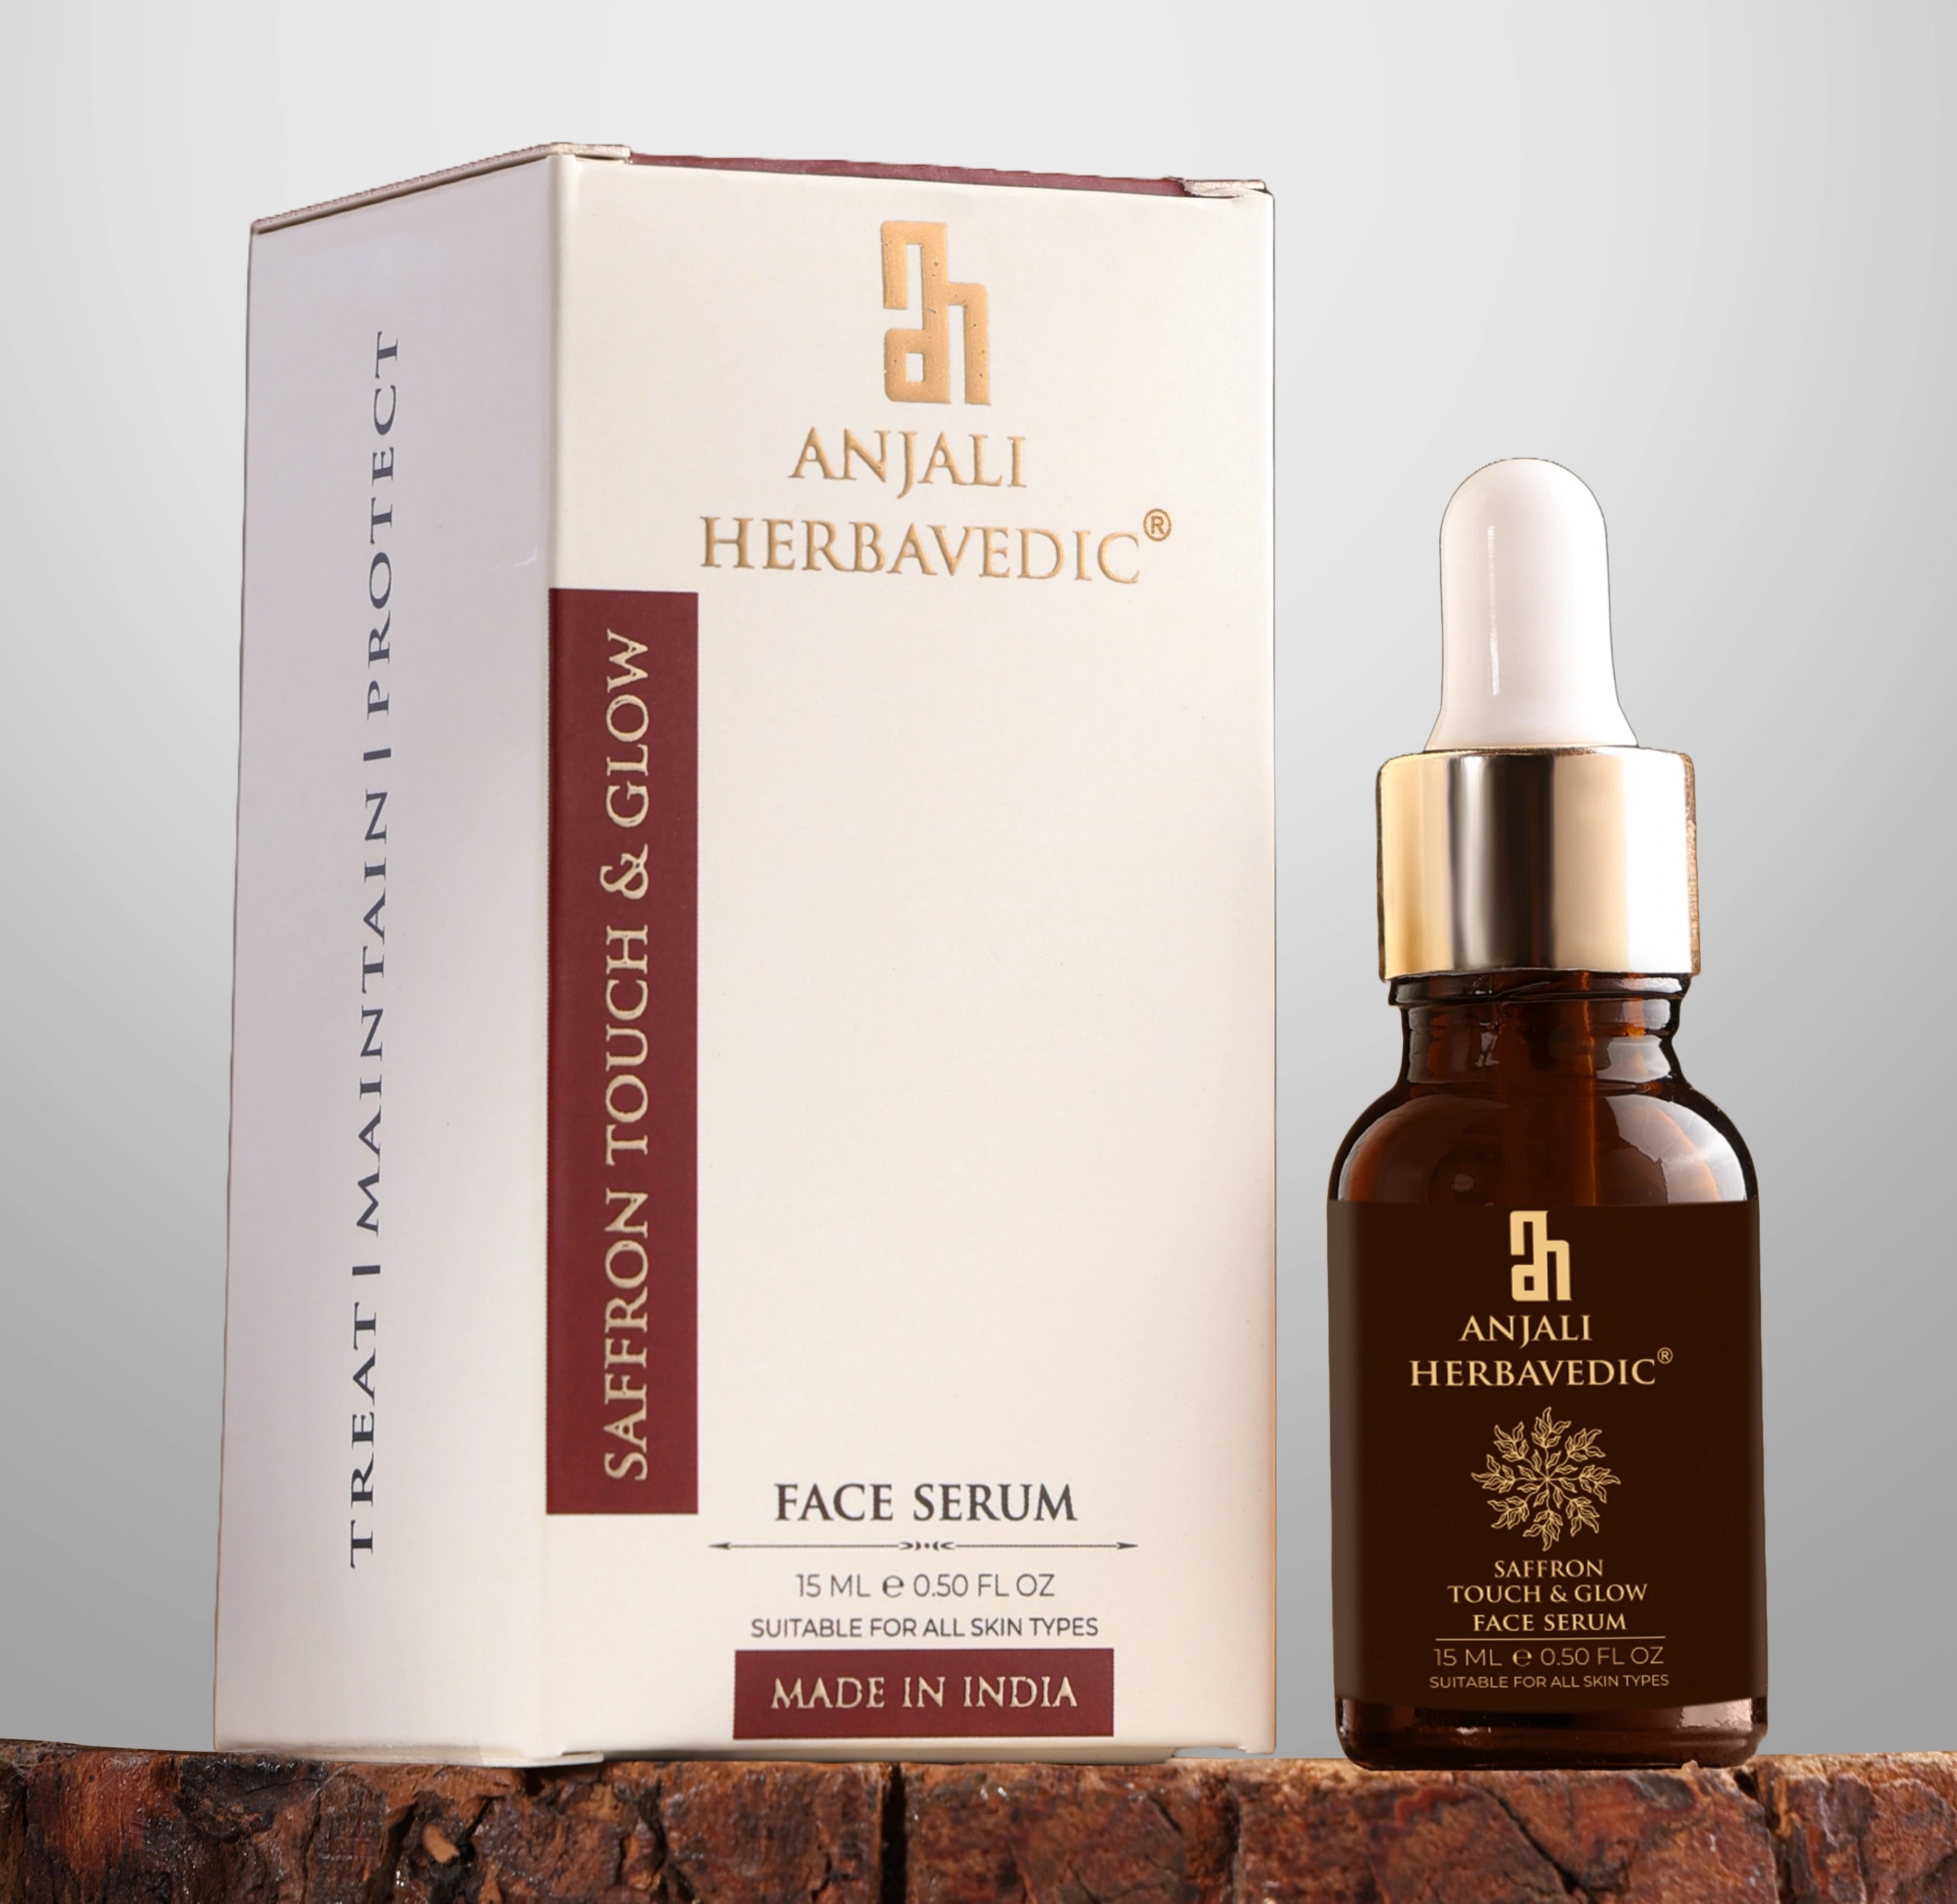 TREAT | MAINTAIN | PROTECT
ah
ANJALI
HERBAVEDIC®
SAFFRON TOUCH & GLOW
FACE SERUM
15 ML ℮ 0.50 FL OZ
SUITABLE FOR ALL SKIN TYPES
MADE IN INDIA
ah
ANJALI
HERBAVEDIC®
SAFFRON
TOUCH & GLOW
FACE SERUM
15 ML ℮ 0.50 FL OZ
SUITABLE FOR ALL SKIN TYPES